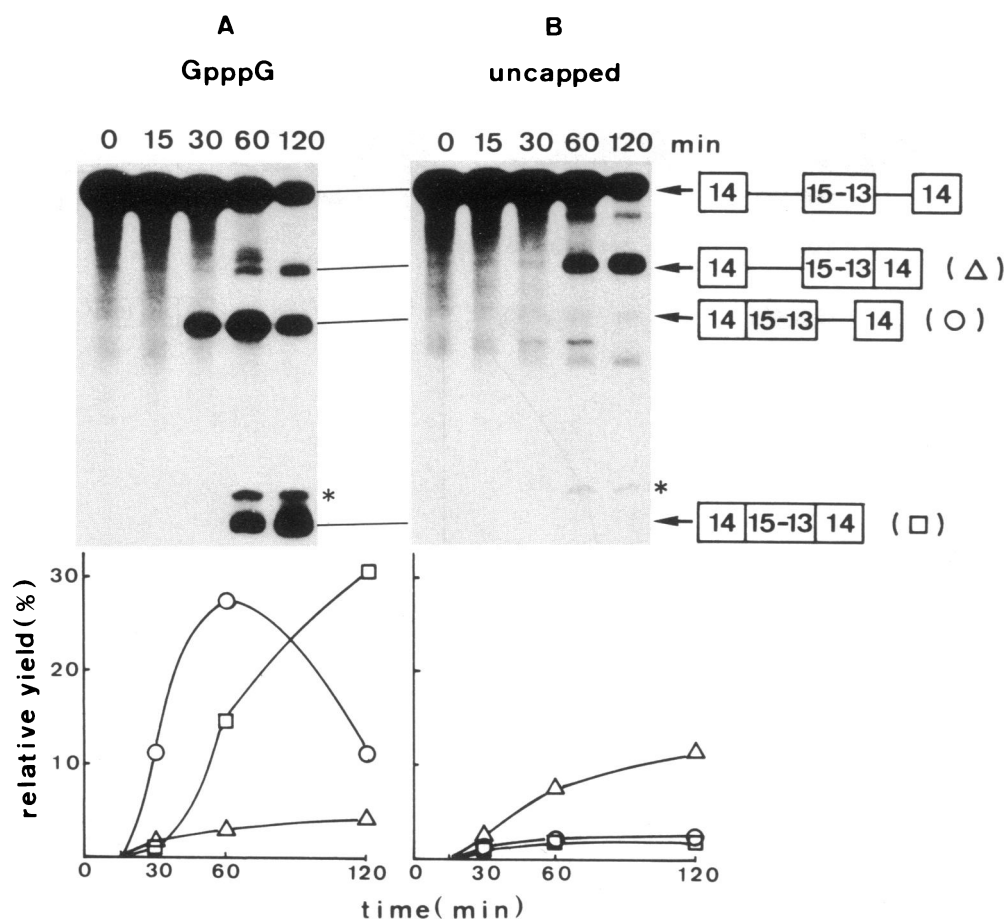 A B
GpppG uncapped
0 15 30 60 120 0 15 30 60 120 min
14 15-13 14
14 15-13 14 (△)
14 15-13 14 (○)
* *
14 15-13 14 (□)
relative yield(%)
30
20
10
0 30 60 120 0 30 60 120
time(min)